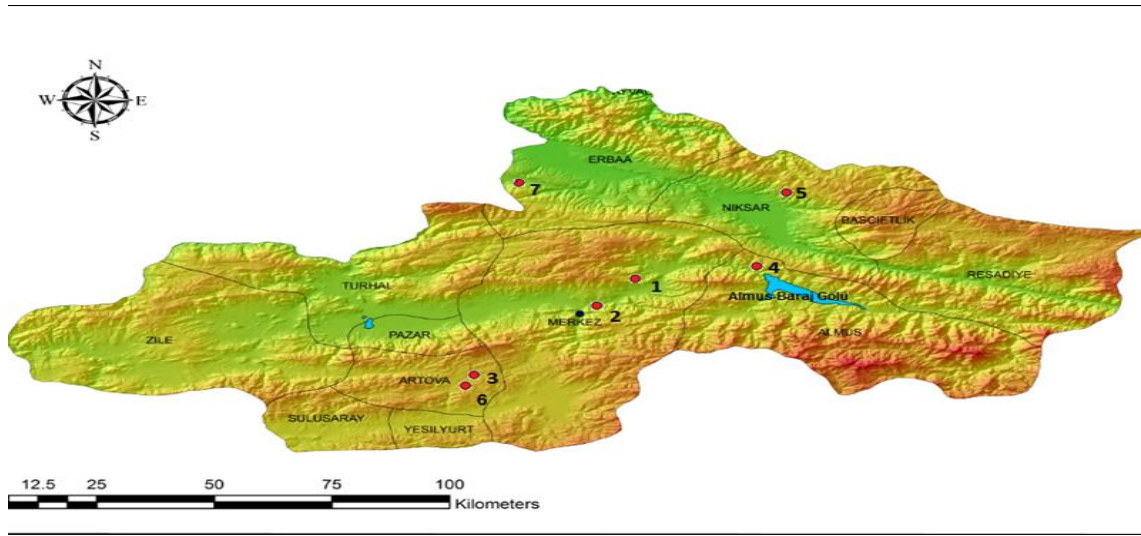 N
W E
S
ERBAA
7
5
NIKSAR
BASCIFTLIK
4
RESADIYE
TURHAL
1
Almus Baraj Golu
2
MERKEZ
ALMUS
PAZAR
ZILE
3
ARTOVA
6
SULUSARAY
YESILYURT
12.5 25 50 75 100
Kilometers